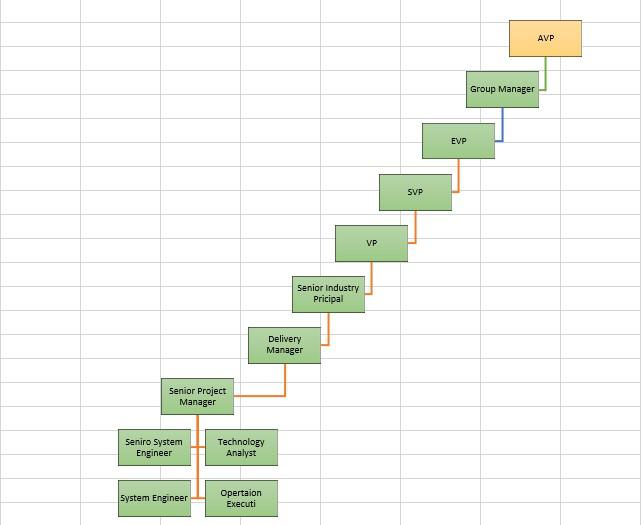 AVP
Group Manager
EVP
SVP
VP
Senior Industry
Pricipal
Delivery
Manager
Senior Project
Manager
Seniro System
Engineer
Technology
Analyst
System Engineer
Opertaion
Executi